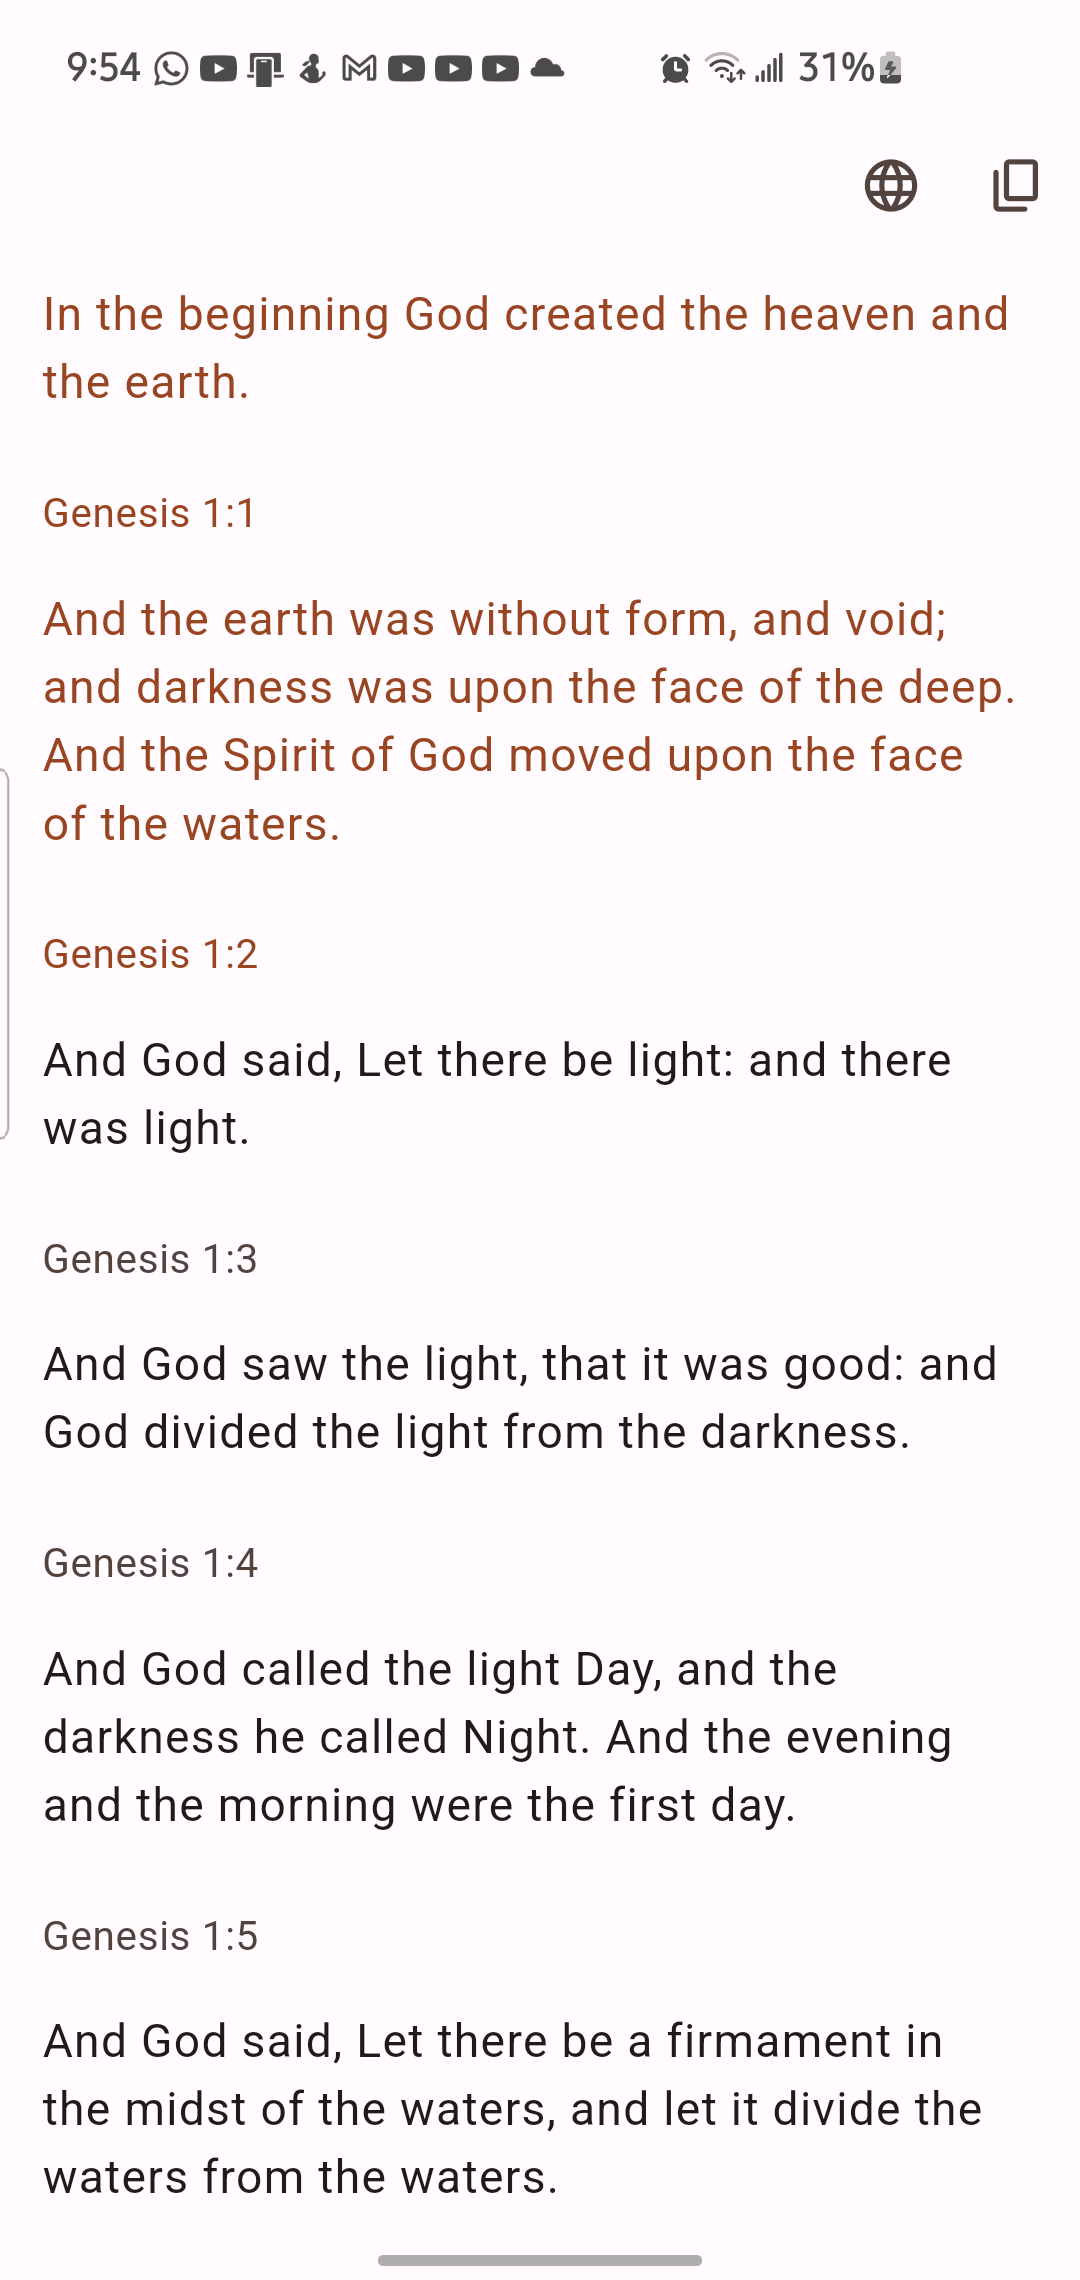 9:54
31%
In the beginning God created the heaven and
the earth.
Genesis 1:1
And the earth was without form, and void;
and darkness was upon the face of the deep.
And the Spirit of God moved upon the face
of the waters.
Genesis 1:2
And God said, Let there be light: and there
was light.
Genesis 1:3
And God saw the light, that it was good: and
God divided the light from the darkness.
Genesis 1:4
And God called the light Day, and the
darkness he called Night. And the evening
and the morning were the first day.
Genesis 1:5
And God said, Let there be a firmament in
the midst of the waters, and let it divide the
waters from the waters.